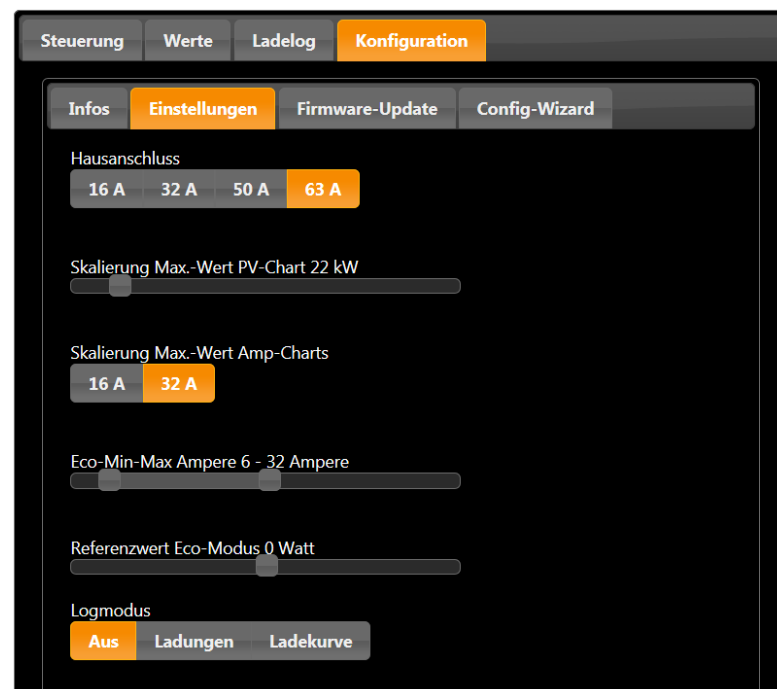 Steuerung Werte Ladelog Konfiguration
Infos Einstellungen Firmware-Update Config-Wizard
Hausanschluss
16 A 32 A 50 A 63 A
Skalierung Max.-Wert PV-Chart 22 kW
Skalierung Max.-Wert Amp-Charts
16 A 32 A
Eco-Min-Max Ampere 6 - 32 Ampere
Referenzwert Eco-Modus 0 Watt
Logmodus
Aus Ladungen Ladekurve